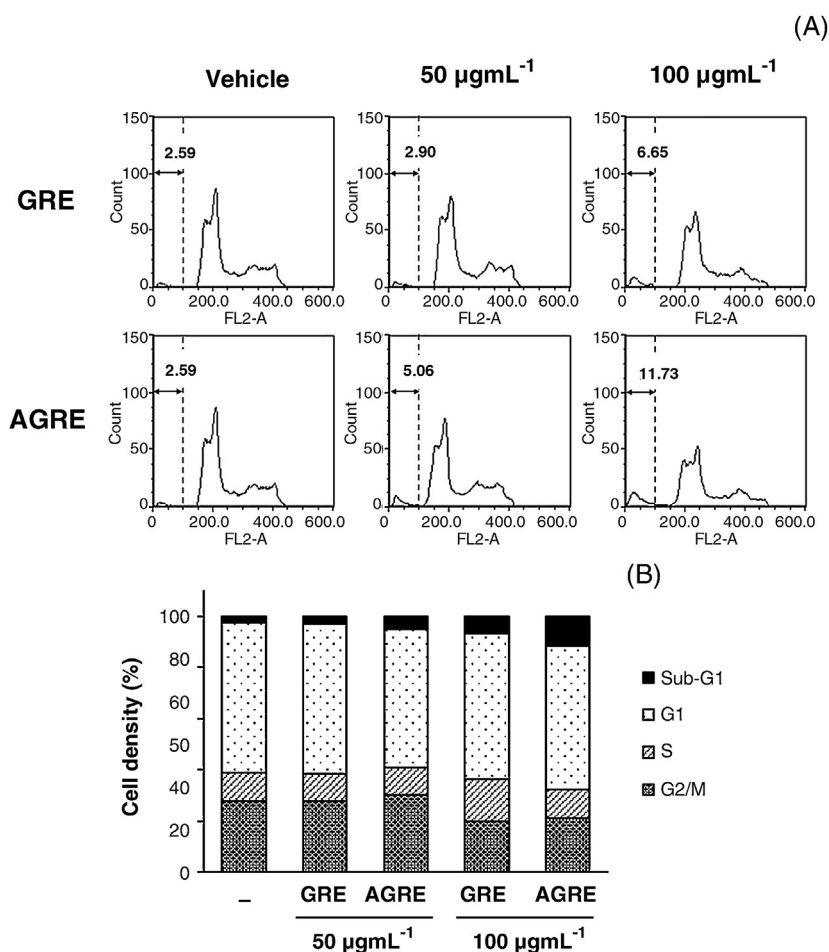 (A)
Vehicle 50 µgmL-1 100 µgmL-1
GRE
150 100 50 0
Count
2.59
0 200.0 400.0 600.0
FL2-A
150 100 50 0
Count
2.90
0 200.0 400.0 600.0
FL2-A
150 100 50 0
Count
6.65
0 200.0 400.0 600.0
FL2-A
AGRE
150 100 50 0
Count
2.59
0 200.0 400.0 600.0
FL2-A
150 100 50 0
Count
5.06
0 200.0 400.0 600.0
FL2-A
150 100 50 0
Count
11.73
0 200.0 400.0 600.0
FL2-A
(B)
Cell density (%)
100
80
60
50
40
20
0
Sub-G1
G1
S
G2/M
– GRE AGRE GRE AGRE
50 µgmL-1 100 µgmL-1